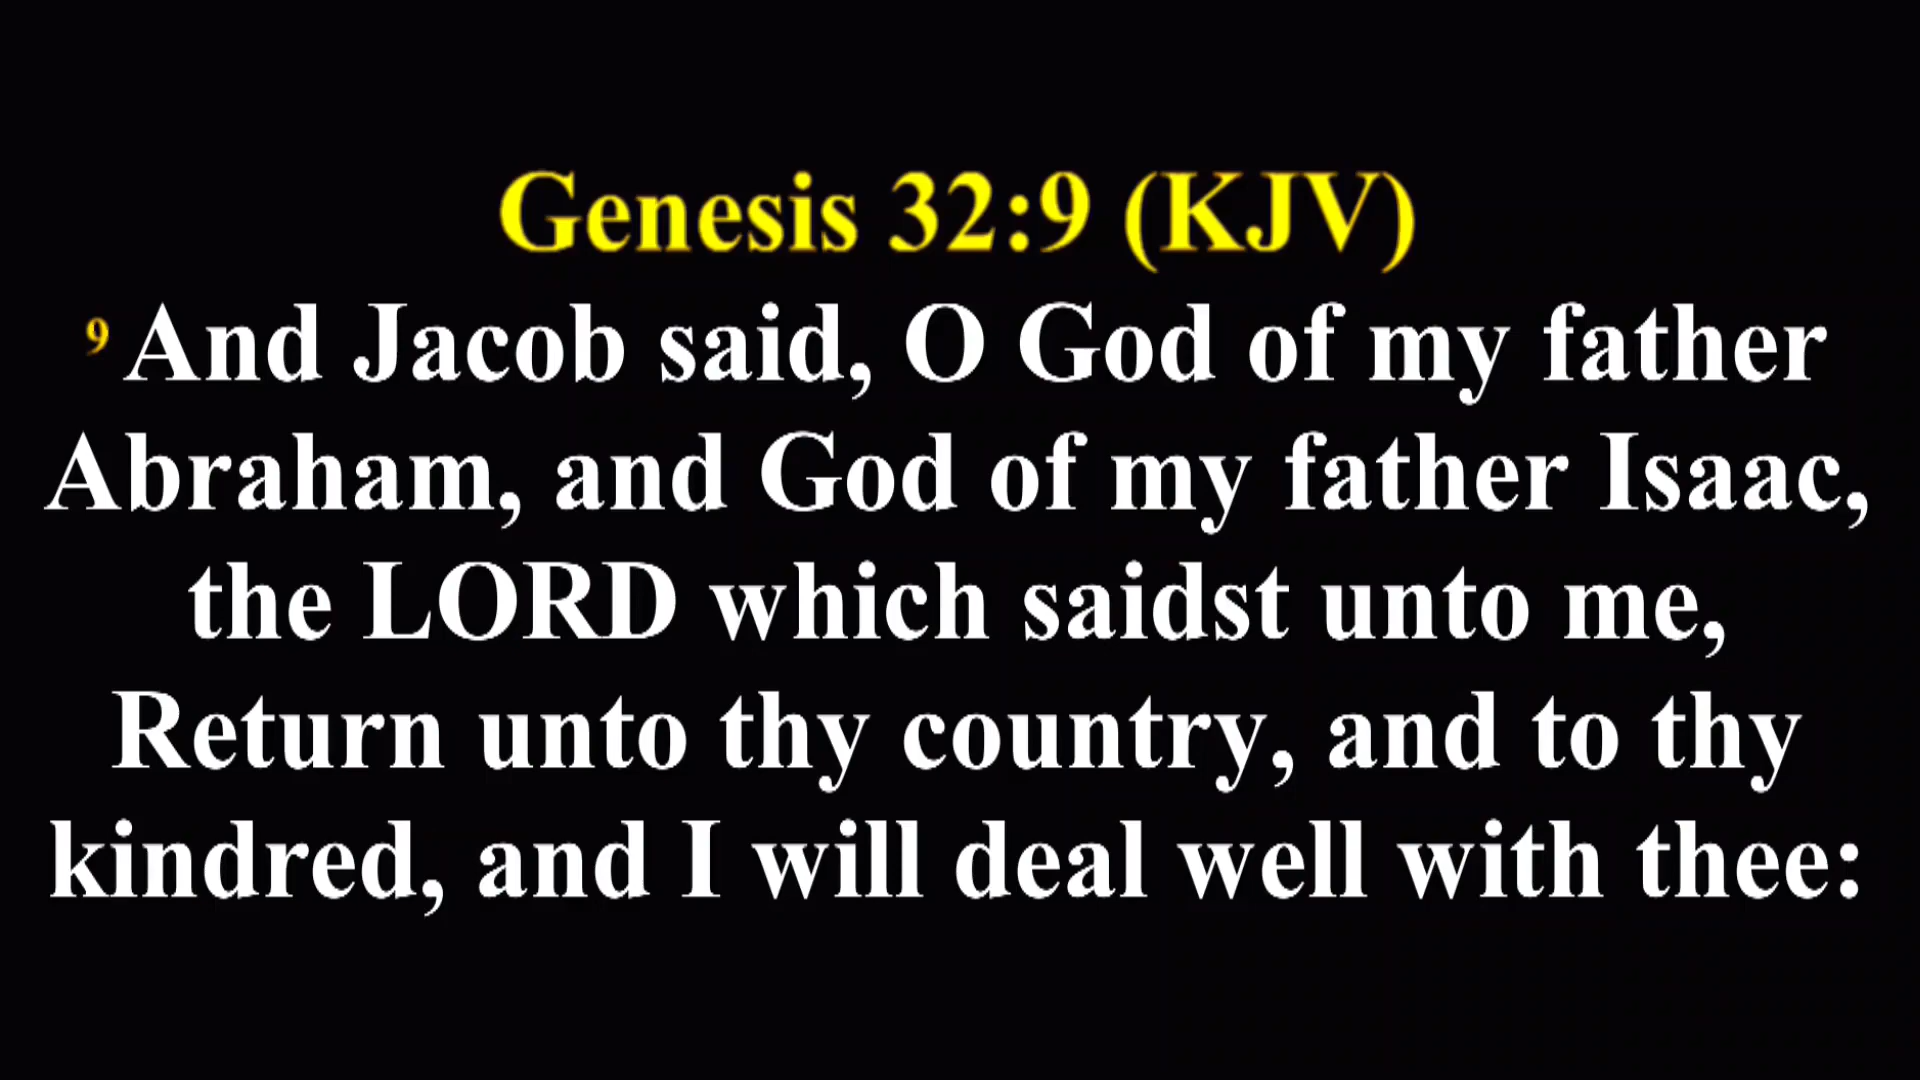 Genesis 32:9 (KJV)
9 And Jacob said, O God of my father
Abraham, and God of my father Isaac,
the LORD which saidst unto me,
Return unto thy country, and to thy
kindred, and I will deal well with thee: